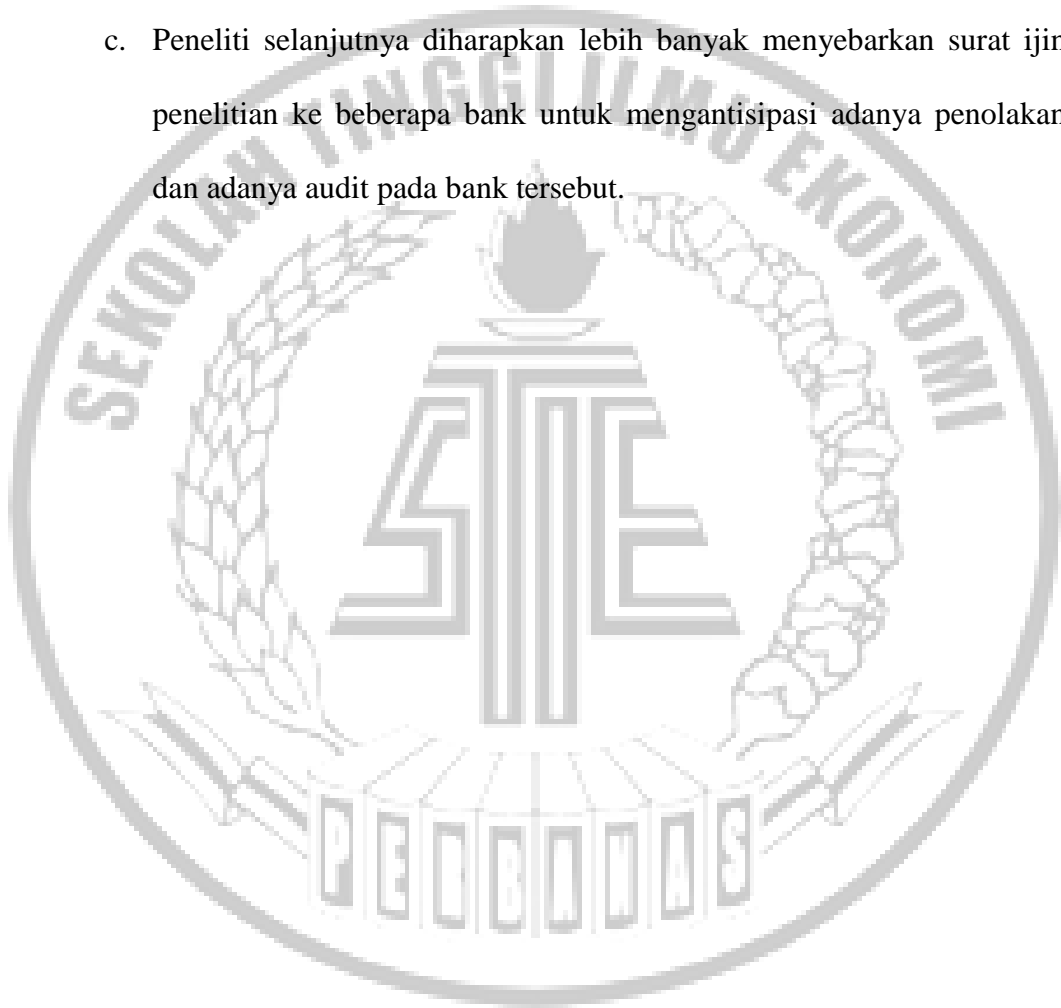 c. Peneliti selanjutnya diharapkan lebih banyak menyebarkan surat ijin
penelitian ke beberapa bank untuk mengantisipasi adanya penolakan
dan adanya audit pada bank tersebut.
SEKOLAH TINGGI ILMU EKONOMI
STIE
PERBANAS